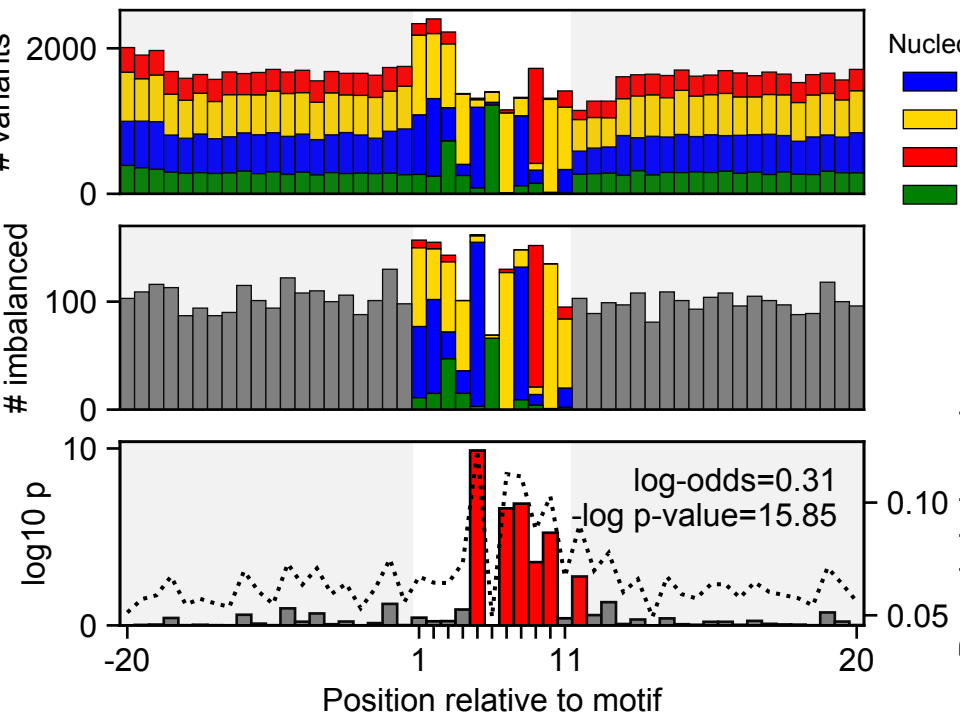 2000
0
# variants
Nucleo
100
0
# imbalanced
10
0
log10 p
log-odds=0.31
-log p-value=15.85
0.10
0.05
-20
1
11
20
Position relative to motif